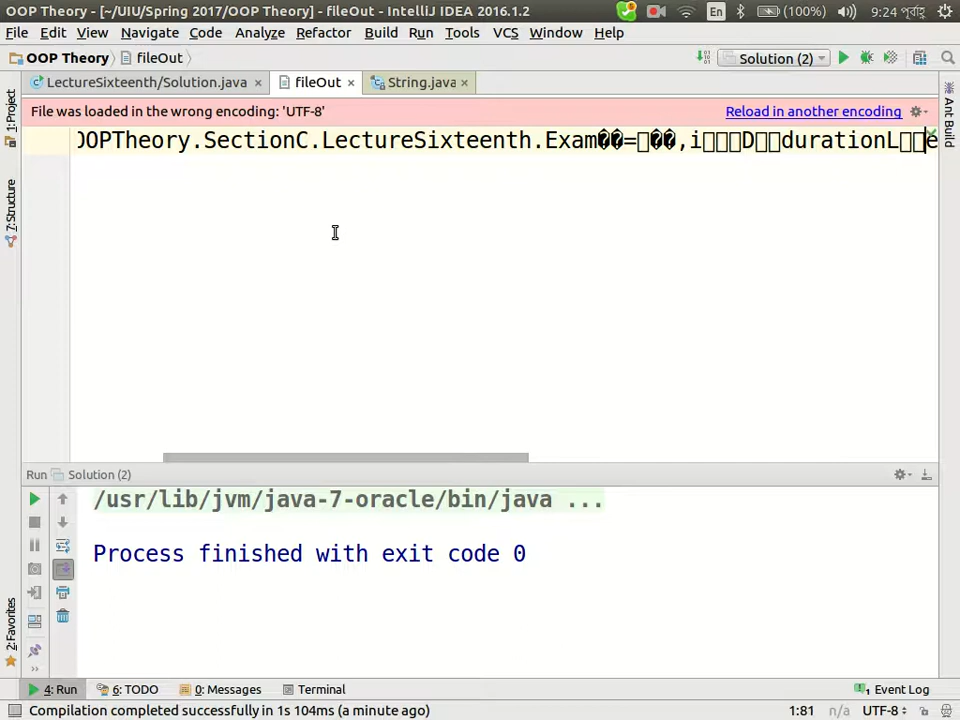 OOP Theory - [~/UIU/Spring 2017/OOP Theory] - fileOut - IntelliJ IDEA 2016.1.2
En (100%) 9:24 পূর্বাহ্ণ
File Edit View Navigate Code Analyze Refactor Build Run Tools VCS Window Help
OOP Theory fileOut Solution (2)
LectureSixteenth/Solution.java × fileOut × String.java ×
File was loaded in the wrong encoding: 'UTF-8' Reload in another encoding
OOPTheory.SectionC.LectureSixteenth.Exam��=□��,i□□□D□□durationL□□e
1: Project
7: Structure
2: Favorites
Ant Build
Run Solution (2)
/usr/lib/jvm/java-7-oracle/bin/java ...
Process finished with exit code 0
4: Run 6: TODO 0: Messages Terminal 1 Event Log
Compilation completed successfully in 1s 104ms (a minute ago) 1:81 n/a UTF-8